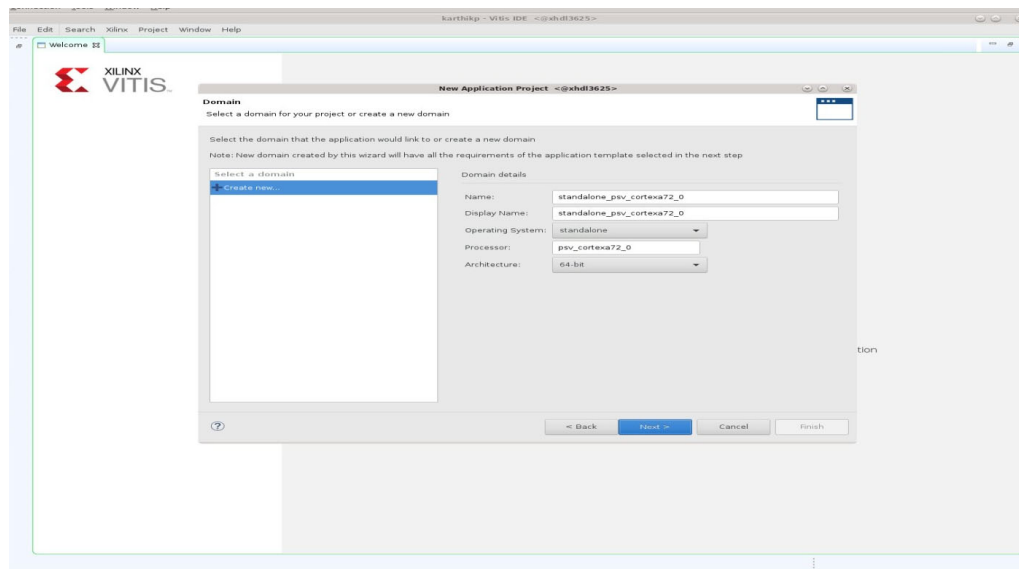 karthikp - Vitis IDE <@xhdl3625>
File Edit Search Xilinx Project Window Help
Welcome
XILINX
VITIS
New Application Project <@xhdl3625>
Domain
Select a domain for your project or create a new domain
Select the domain that the application would link to or create a new domain
Note: New domain created by this wizard will have all the requirements of the application template selected in the next step
Select a domain
Create new...
Domain details
Name: standalone_psv_cortexa72_0
Display Name: standalone_psv_cortexa72_0
Operating System: standalone
Processor: psv_cortexa72_0
Architecture: 64-bit
tion
< Back Next > Cancel Finish